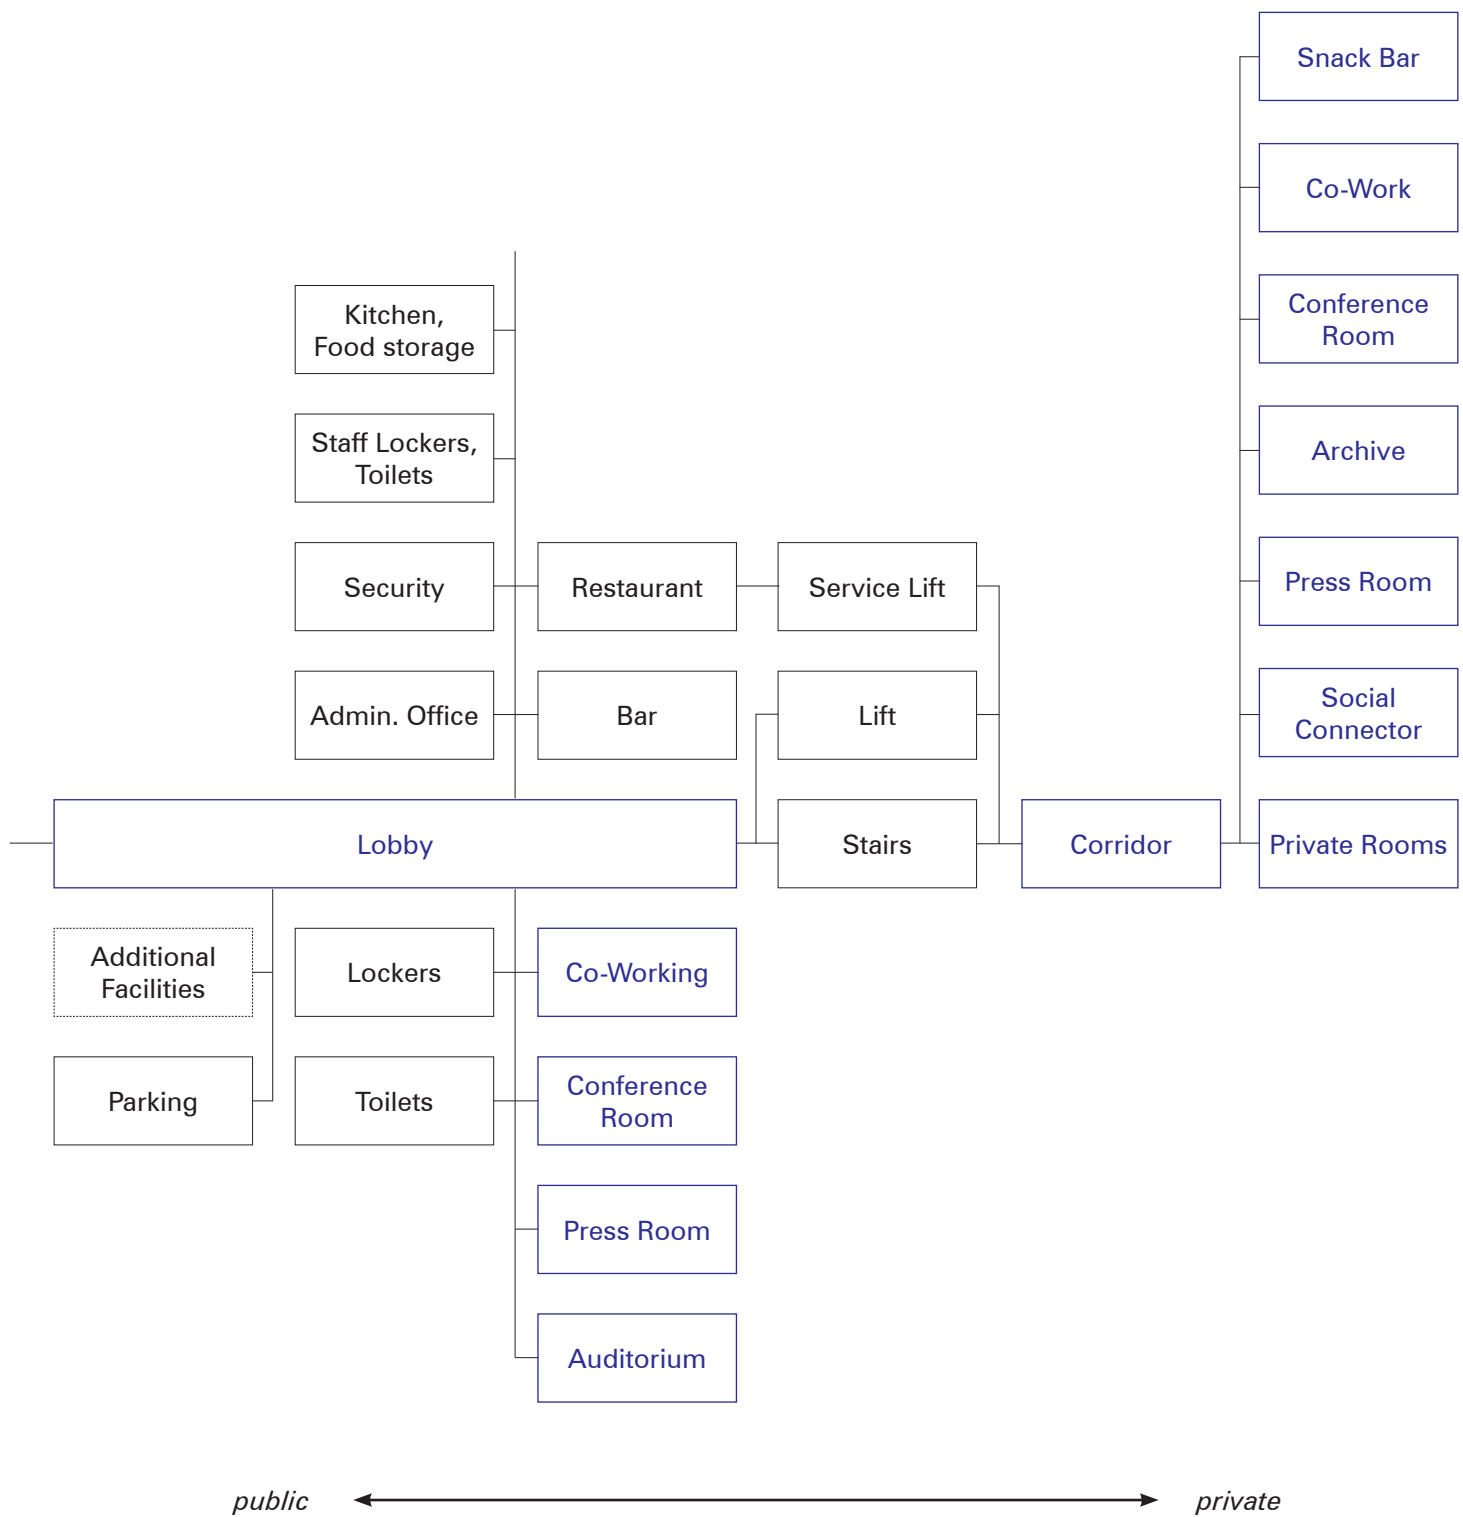 Snack Bar
Co-Work
Conference
Room
Archive
Press Room
Social
Connector
Private Rooms
Kitchen,
Food storage
Staff Lockers,
Toilets
Security
Restaurant
Service Lift
Admin. Office
Bar
Lift
Lobby
Stairs
Corridor
Additional
Facilities
Lockers
Co-Working
Parking
Toilets
Conference
Room
Press Room
Auditorium
public
private